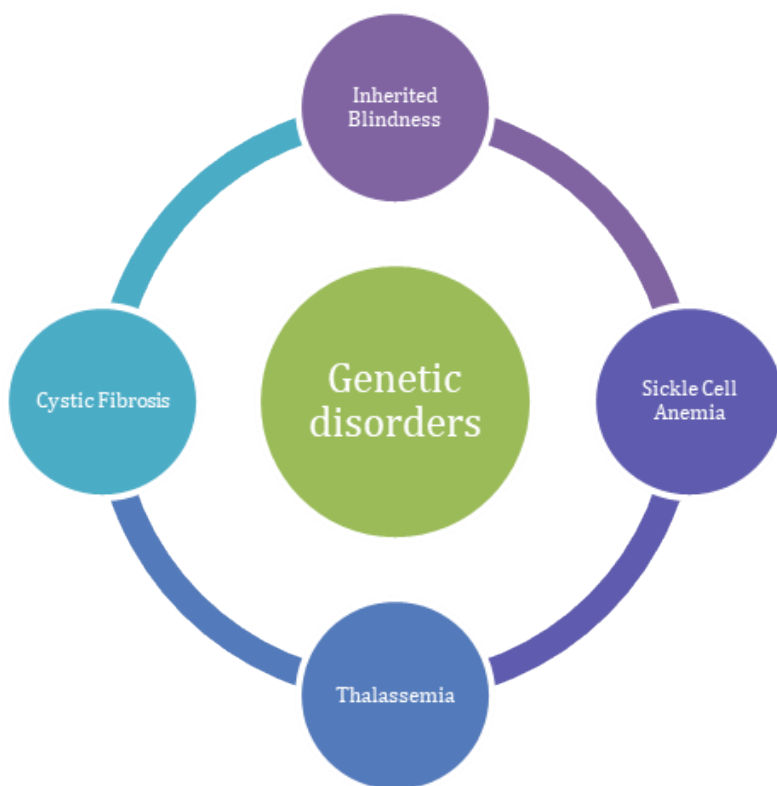 Inherited
Blindness
Cystic Fibrosis
Genetic
disorders
Sickle Cell
Anemia
Thalassemia